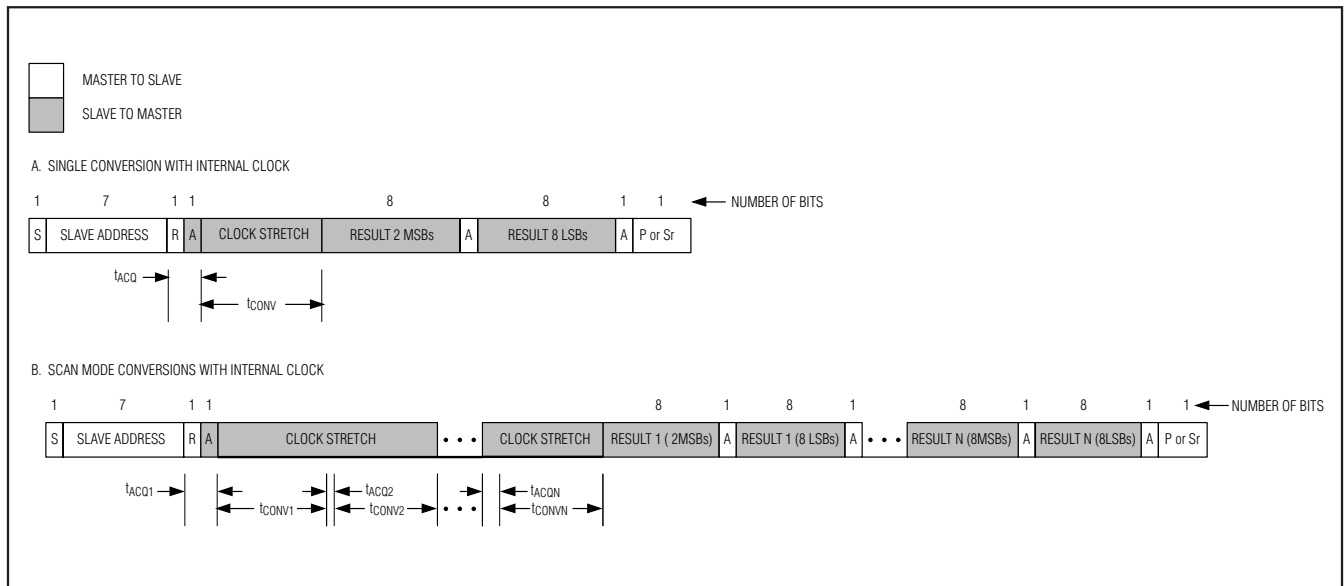 MASTER TO SLAVE
SLAVE TO MASTER
A. SINGLE CONVERSION WITH INTERNAL CLOCK
1 7 1 1 8 8 1 1 NUMBER OF BITS
S SLAVE ADDRESS R A CLOCK STRETCH RESULT 2 MSBs A RESULT 8 LSBs A P or Sr
tACQ
tCONV
B. SCAN MODE CONVERSIONS WITH INTERNAL CLOCK
1 7 1 1 8 1 8 1 8 1 8 1 1 NUMBER OF BITS
S SLAVE ADDRESS R A CLOCK STRETCH • • • CLOCK STRETCH RESULT 1 ( 2MSBs) A RESULT 1 (8 LSBs) A • • • RESULT N (8MSBs) A RESULT N (8LSBs) A P or Sr
tACQ1 tACQ2 tACQN
tCONV1 tCONV2 • • • tCONVN